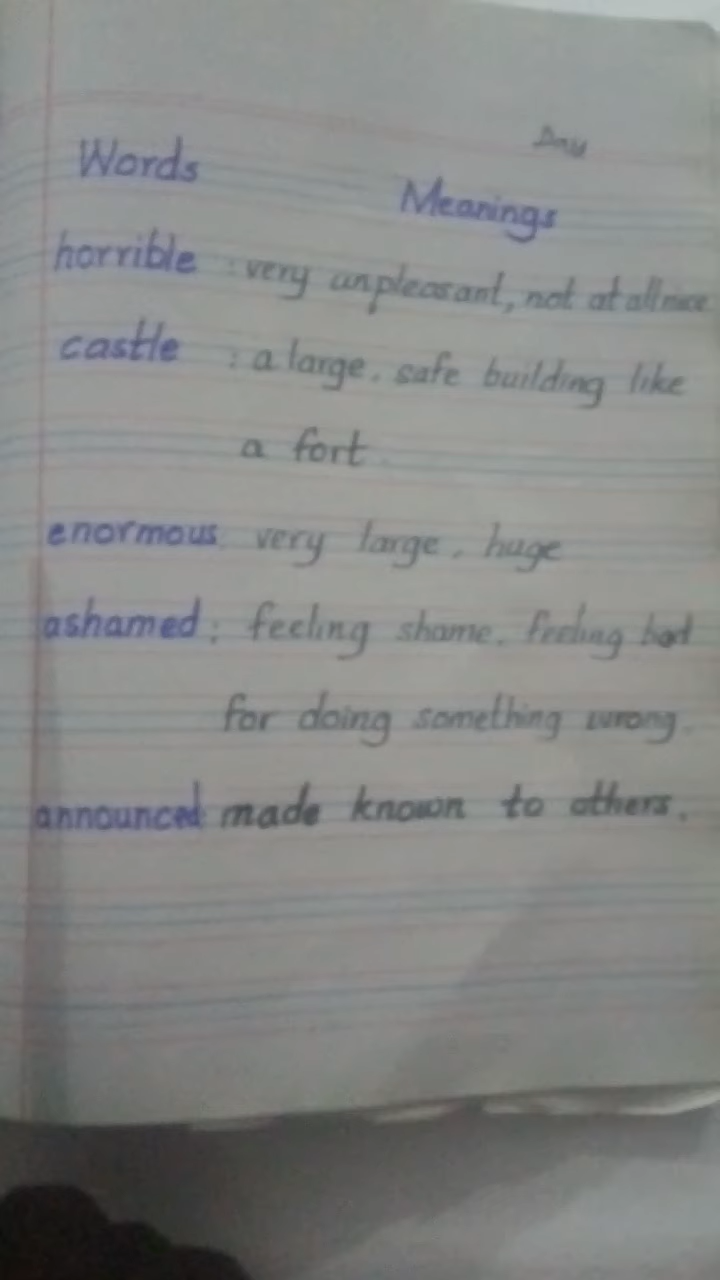 Day
Words Meanings
horrible : very unpleasant, not at all nice
castle : a large, safe building like
a fort
enormous: very large, huge
ashamed: feeling shame, feeling bad
for doing something wrong.
announced: made known to others.